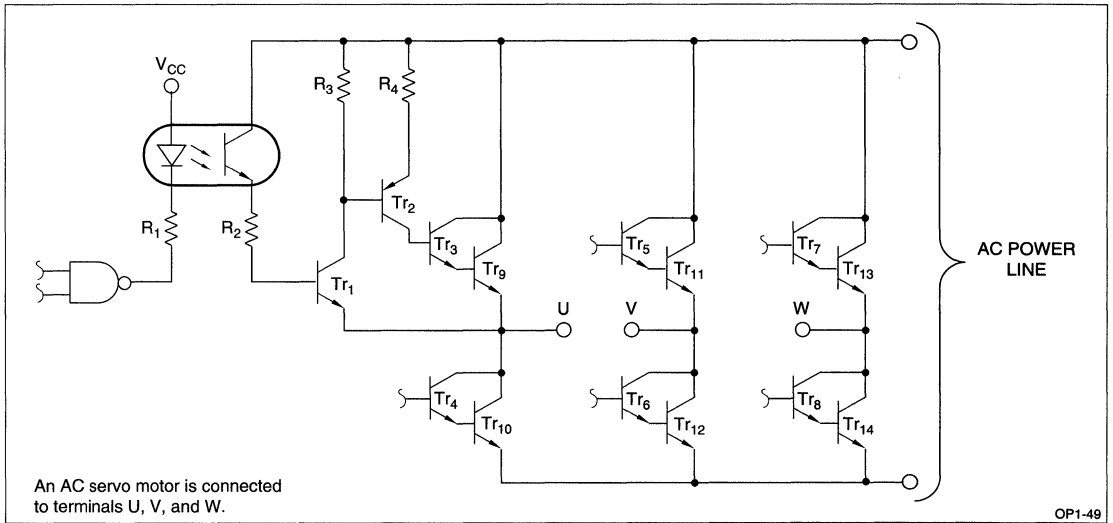 V_CC
R_3
R_4
R_1
R_2
Tr_2
Tr_3
Tr_9
Tr_1
Tr_5
Tr_11
Tr_7
Tr_13
AC POWER
LINE
U
V
W
Tr_4
Tr_10
Tr_6
Tr_12
Tr_8
Tr_14
An AC servo motor is connected
to terminals U, V, and W.
OP1-49